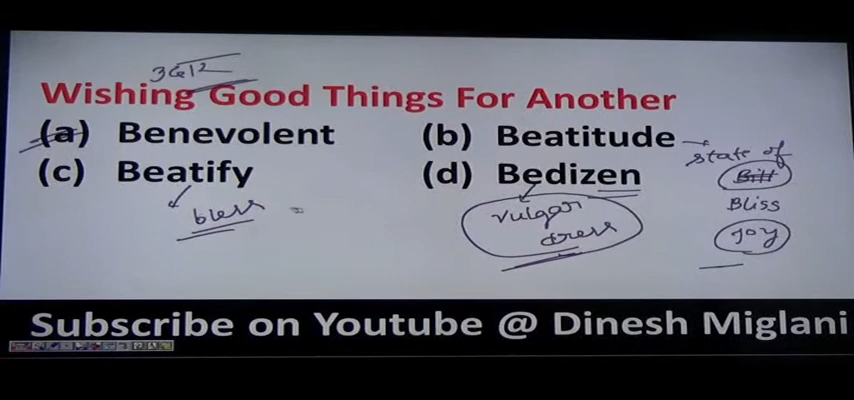 अच्छा
Wishing Good Things For Another
(a) Benevolent (b) Beatitude
state of
(c) Beatify (d) Bedizen
Bliss
bless
vulgar
dress
Joy
Subscribe on Youtube @ Dinesh Miglani